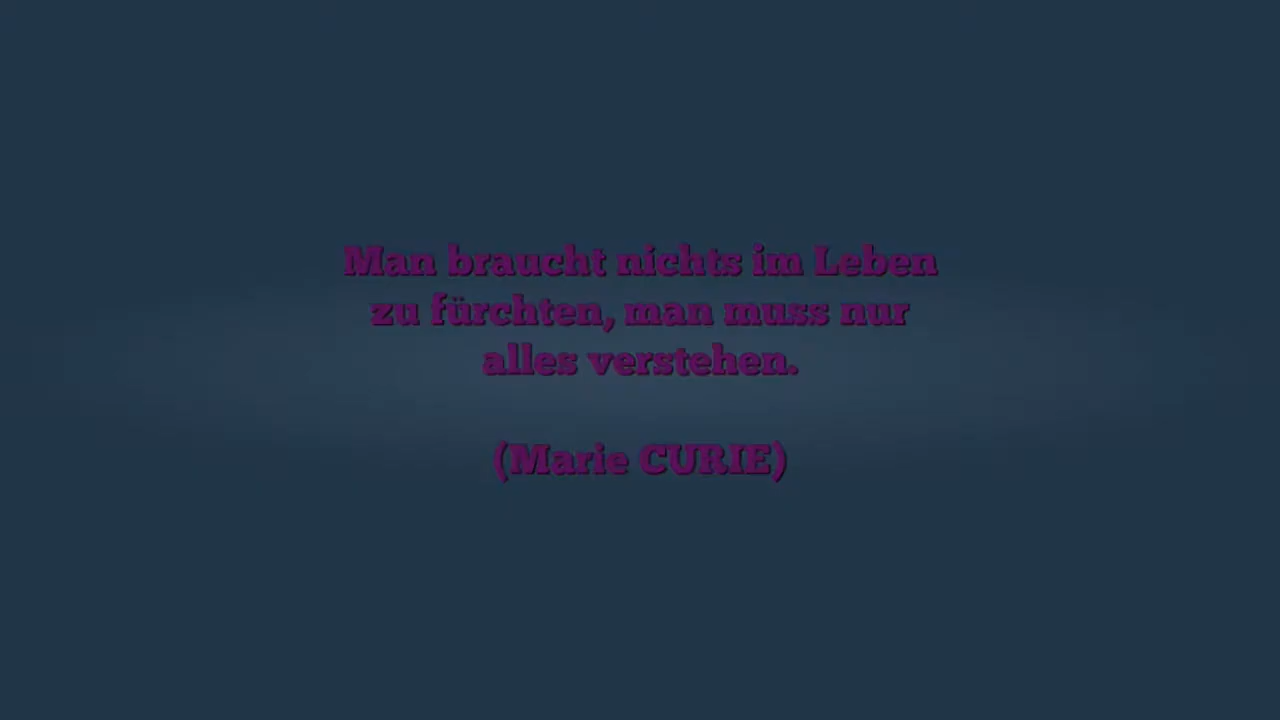 Man braucht nichts im Leben
zu fürchten, man muss nur
alles verstehen.
(Marie CURIE)